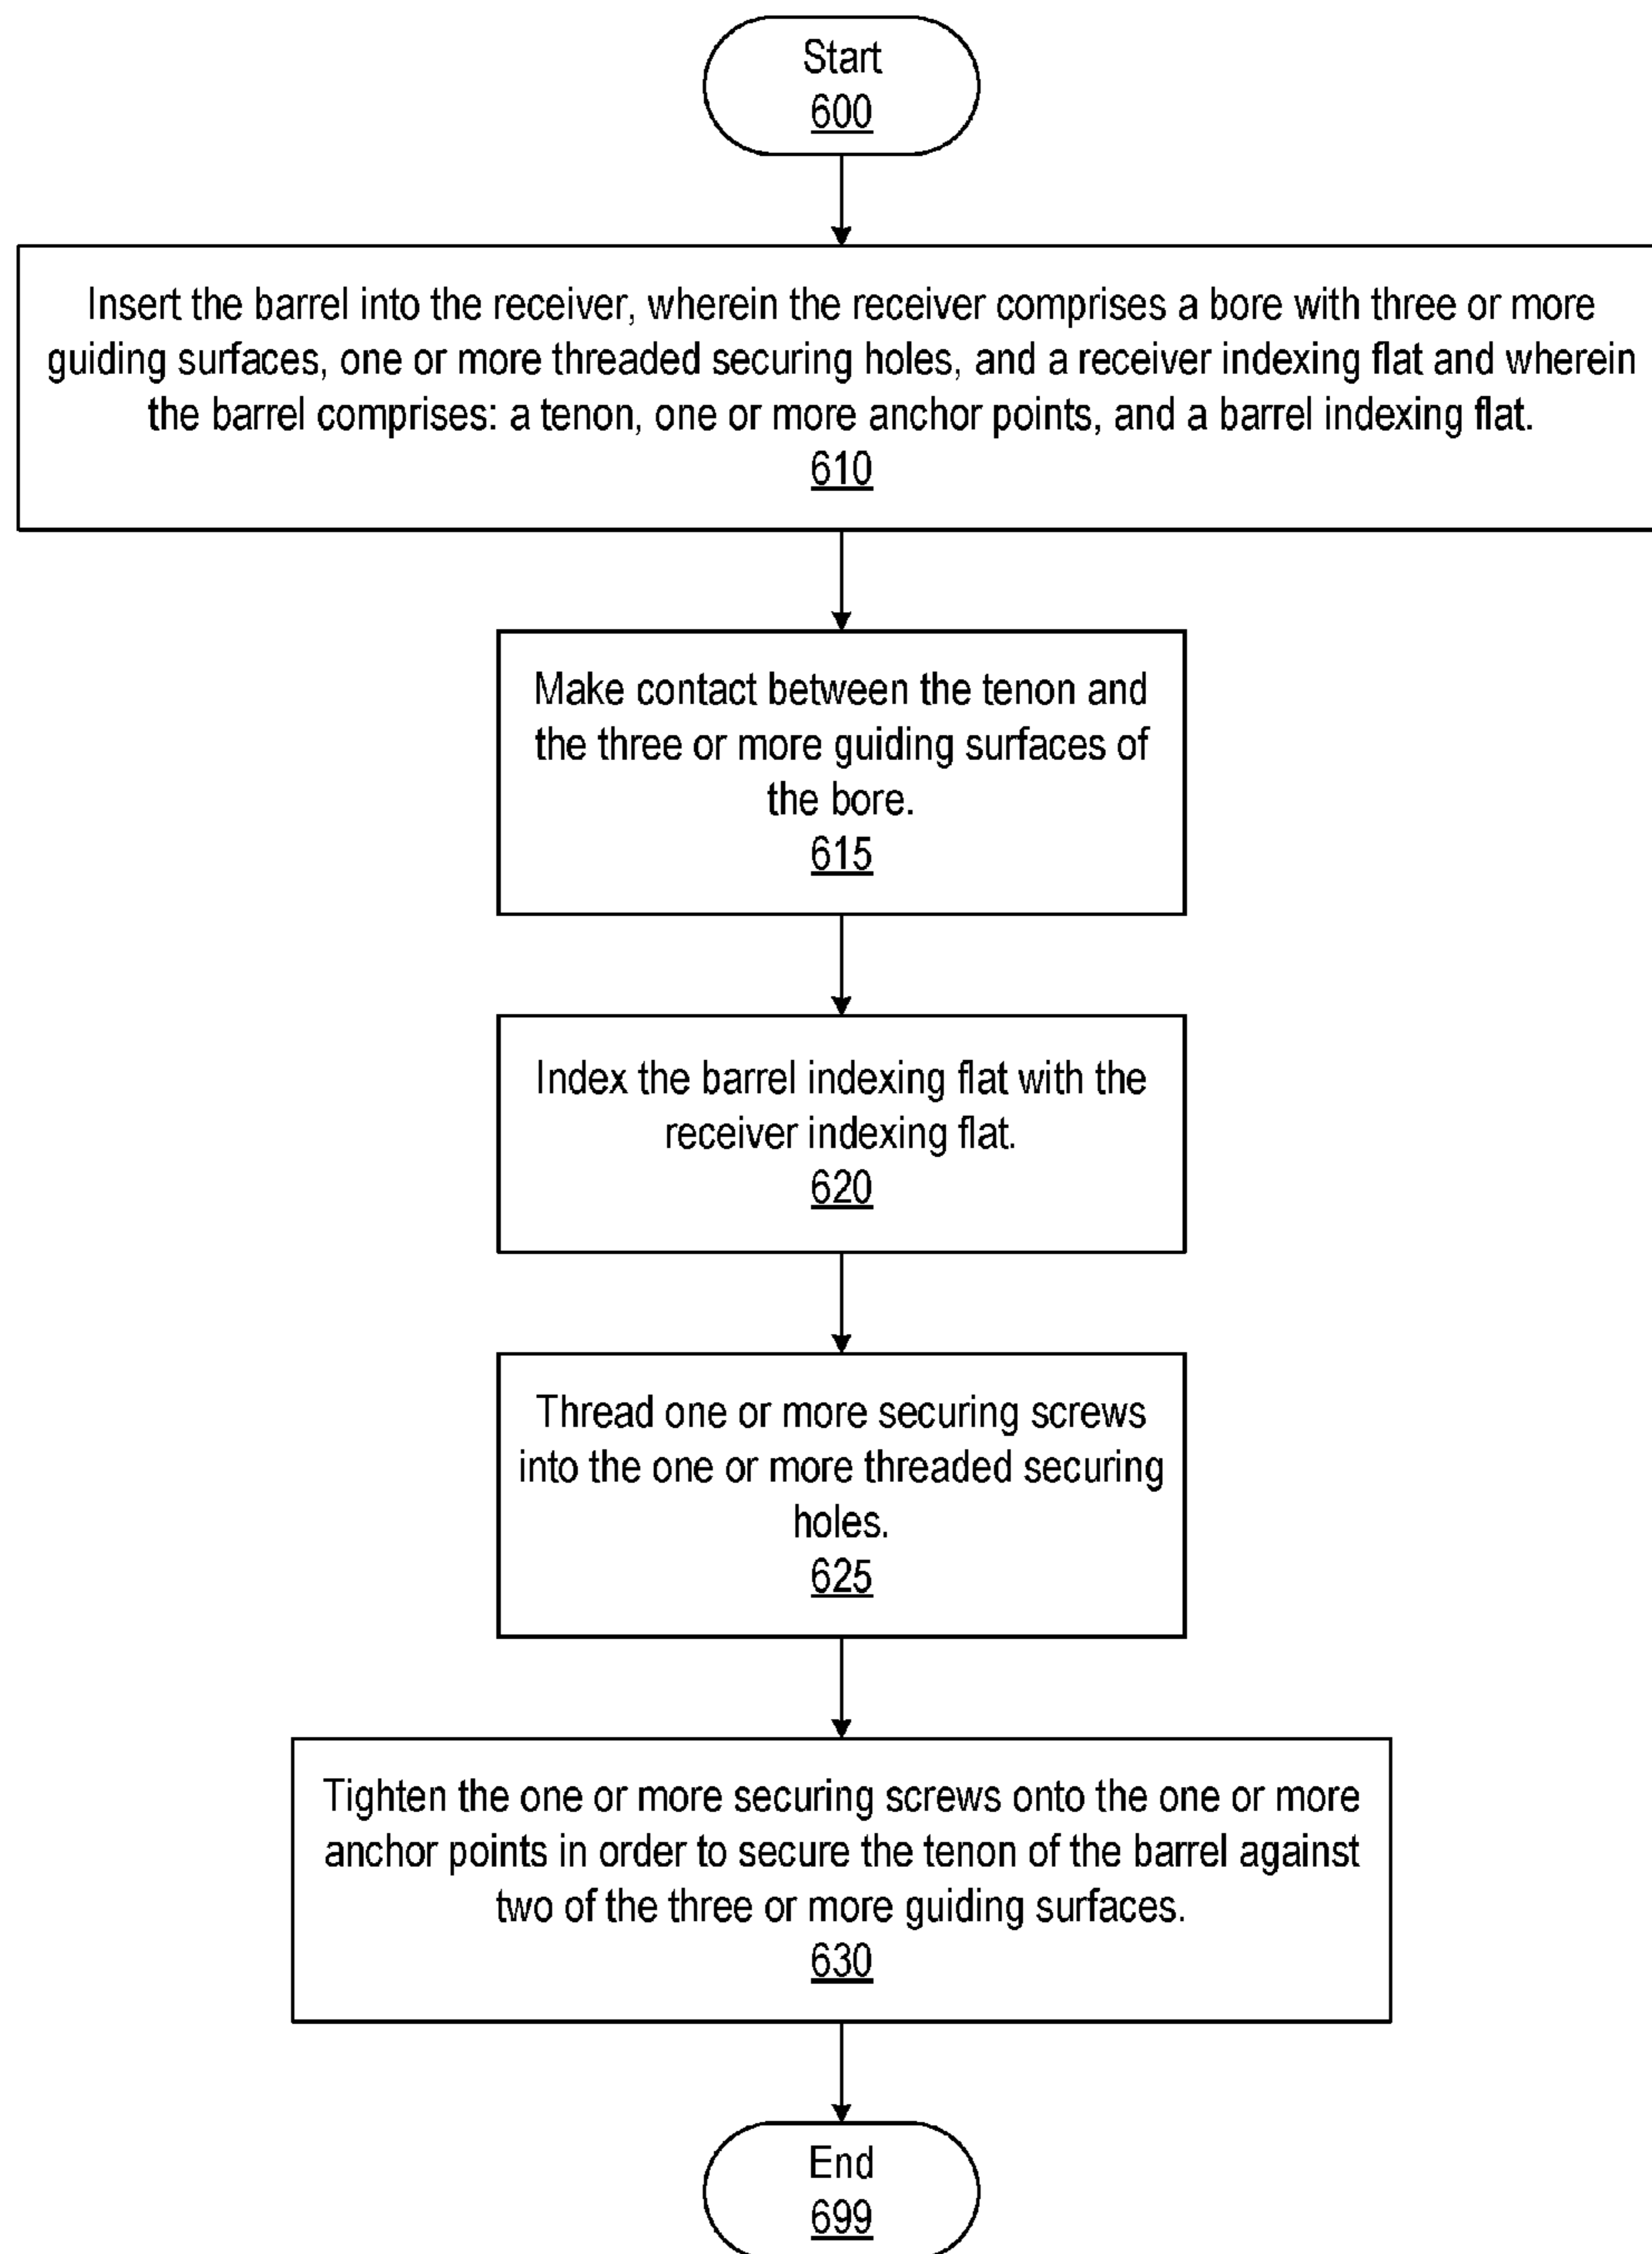 Start
600
Insert the barrel into the receiver, wherein the receiver comprises a bore with three or more
guiding surfaces, one or more threaded securing holes, and a receiver indexing flat and wherein
the barrel comprises: a tenon, one or more anchor points, and a barrel indexing flat.
610
Make contact between the tenon and
the three or more guiding surfaces of
the bore.
615
Index the barrel indexing flat with the
receiver indexing flat.
620
Thread one or more securing screws
into the one or more threaded securing
holes.
625
Tighten the one or more securing screws onto the one or more
anchor points in order to secure the tenon of the barrel against
two of the three or more guiding surfaces.
630
End
699